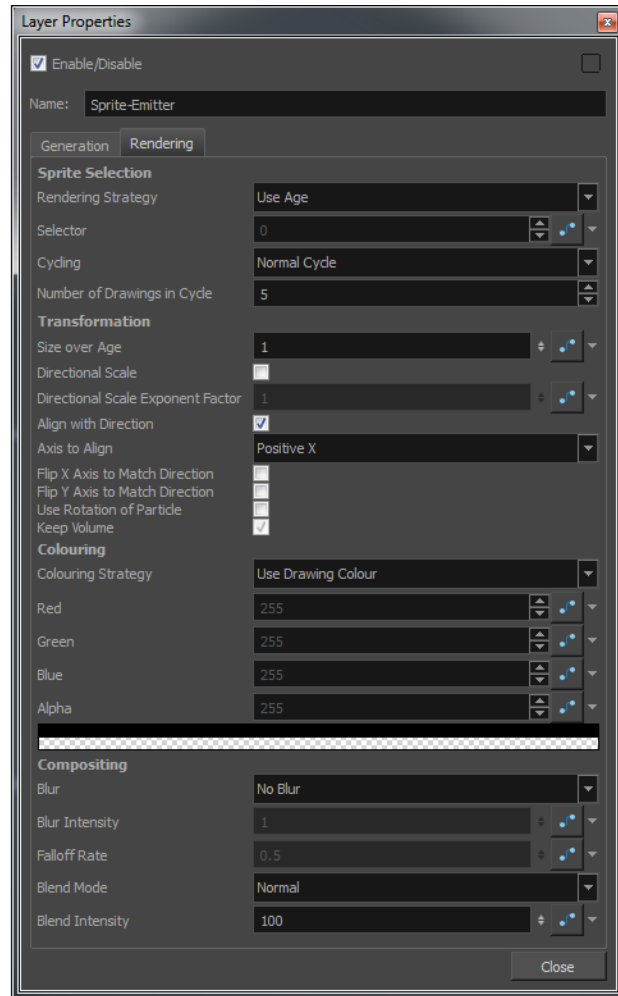 Layer Properties
Enable/Disable
Name: Sprite-Emitter
Generation Rendering
Sprite Selection
Rendering Strategy Use Age
Selector 0
Cycling Normal Cycle
Number of Drawings in Cycle 5
Transformation
Size over Age 1
Directional Scale
Directional Scale Exponent Factor 1
Align with Direction
Axis to Align Positive X
Flip X Axis to Match Direction
Flip Y Axis to Match Direction
Use Rotation of Particle
Keep Volume
Colouring
Colouring Strategy Use Drawing Colour
Red 255
Green 255
Blue 255
Alpha 255
Compositing
Blur No Blur
Blur Intensity 1
Falloff Rate 0.5
Blend Mode Normal
Blend Intensity 100
Close